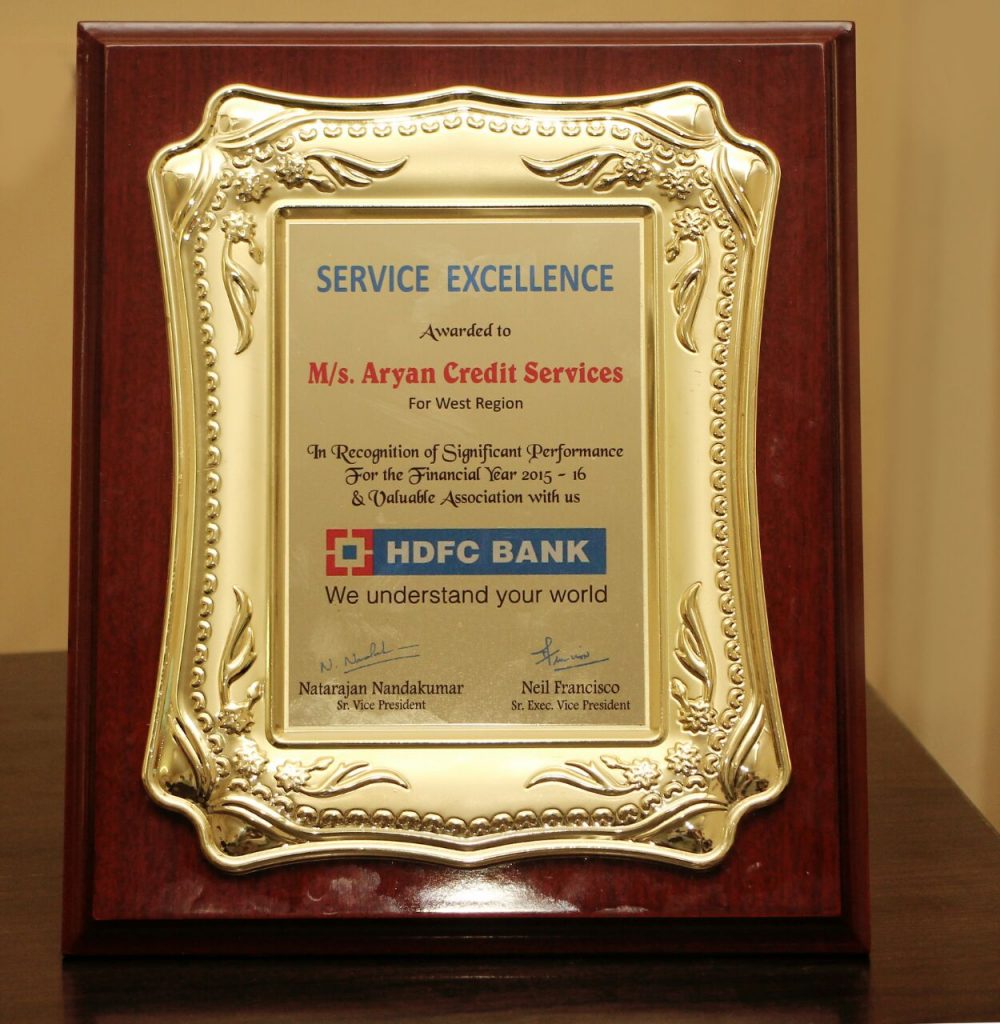 SERVICE EXCELLENCE
Awarded to
M/s. Aryan Credit Services
For West Region
In Recognition of Significant Performance
For the Financial Year 2015 - 16
& Valuable Association with us
HDFC BANK
We understand your world
Natarajan Nandakumar
Sr. Vice President
Neil Francisco
Sr. Exec. Vice President